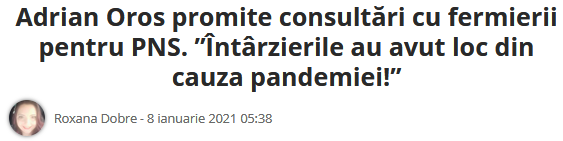 Adrian Oros promite consultări cu fermierii
pentru PNS. ”Întârzierile au avut loc din
cauza pandemiei!”
Roxana Dobre - 8 ianuarie 2021 05:38